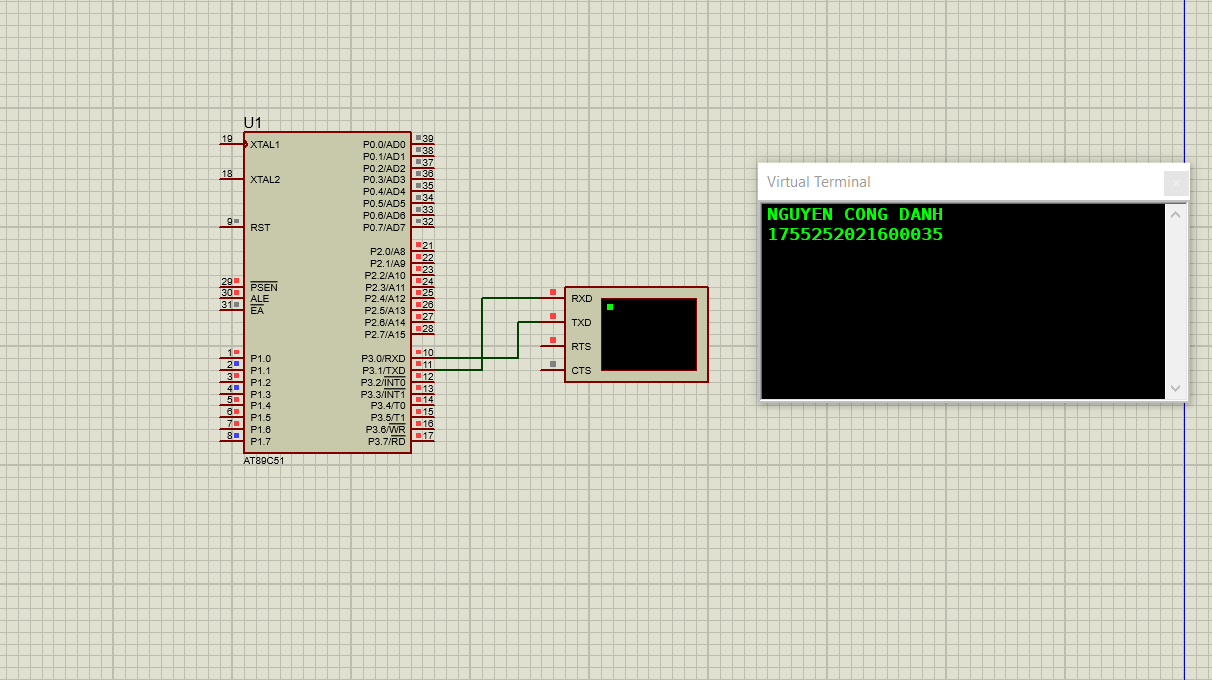 U1
19
XTAL1
18
XTAL2
9
RST
29
PSEN
30
ALE
31
EA
1
P1.0
2
P1.1
3
P1.2
4
P1.3
5
P1.4
6
P1.5
7
P1.6
8
P1.7
P0.0/AD0
39
P0.1/AD1
38
P0.2/AD2
37
P0.3/AD3
36
P0.4/AD4
35
P0.5/AD5
34
P0.6/AD6
33
P0.7/AD7
32
P2.0/A8
21
P2.1/A9
22
P2.2/A10
23
P2.3/A11
24
P2.4/A12
25
P2.5/A13
26
P2.6/A14
27
P2.7/A15
28
P3.0/RXD
10
P3.1/TXD
11
P3.2/INT0
12
P3.3/INT1
13
P3.4/T0
14
P3.5/T1
15
P3.6/WR
16
P3.7/RD
17
AT89C51
RXD
TXD
RTS
CTS
Virtual Terminal
NGUYEN CONG DANH
1755252021600035